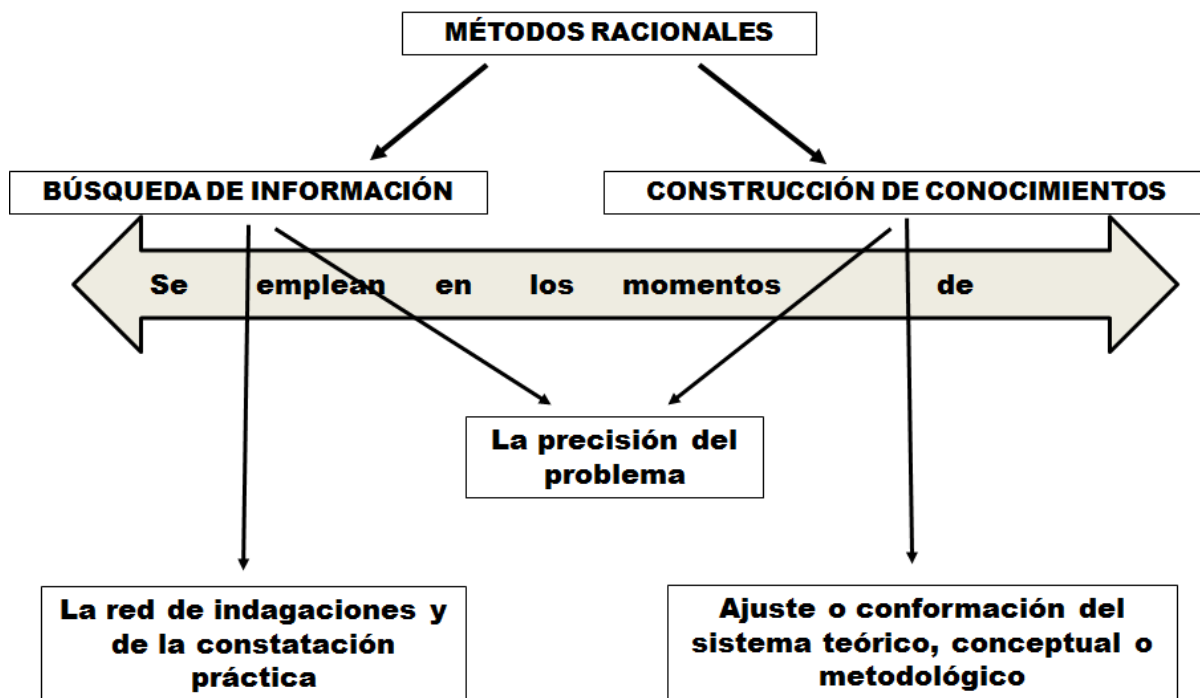 MÉTODOS RACIONALES
BÚSQUEDA DE INFORMACIÓN
CONSTRUCCIÓN DE CONOCIMIENTOS
Se emplean en los momentos de
La precisión del
problema
La red de indagaciones y
de la constatación
práctica
Ajuste o conformación del
sistema teórico, conceptual o
metodológico